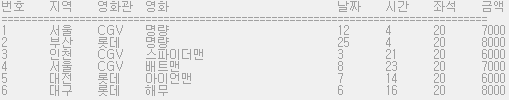 번호 지역 영화관 영화 날짜 시간 좌석 금액
================================================================
1 서울 CGV 명량 12 4 20 7000
2 부산 롯데 명량 25 4 20 8000
3 인천 CGV 스파이더맨 3 21 20 6000
4 서울 CGV 배트맨 8 23 20 7000
5 대전 롯데 아이언맨 7 14 20 6000
6 대구 롯데 해무 6 16 20 8000